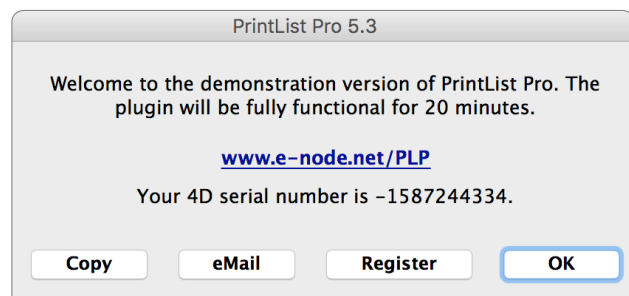 PrintList Pro 5.3
Welcome to the demonstration version of PrintList Pro. The
plugin will be fully functional for 20 minutes.
www.e-node.net/PLP
Your 4D serial number is -1587244334.
Copy eMail Register OK